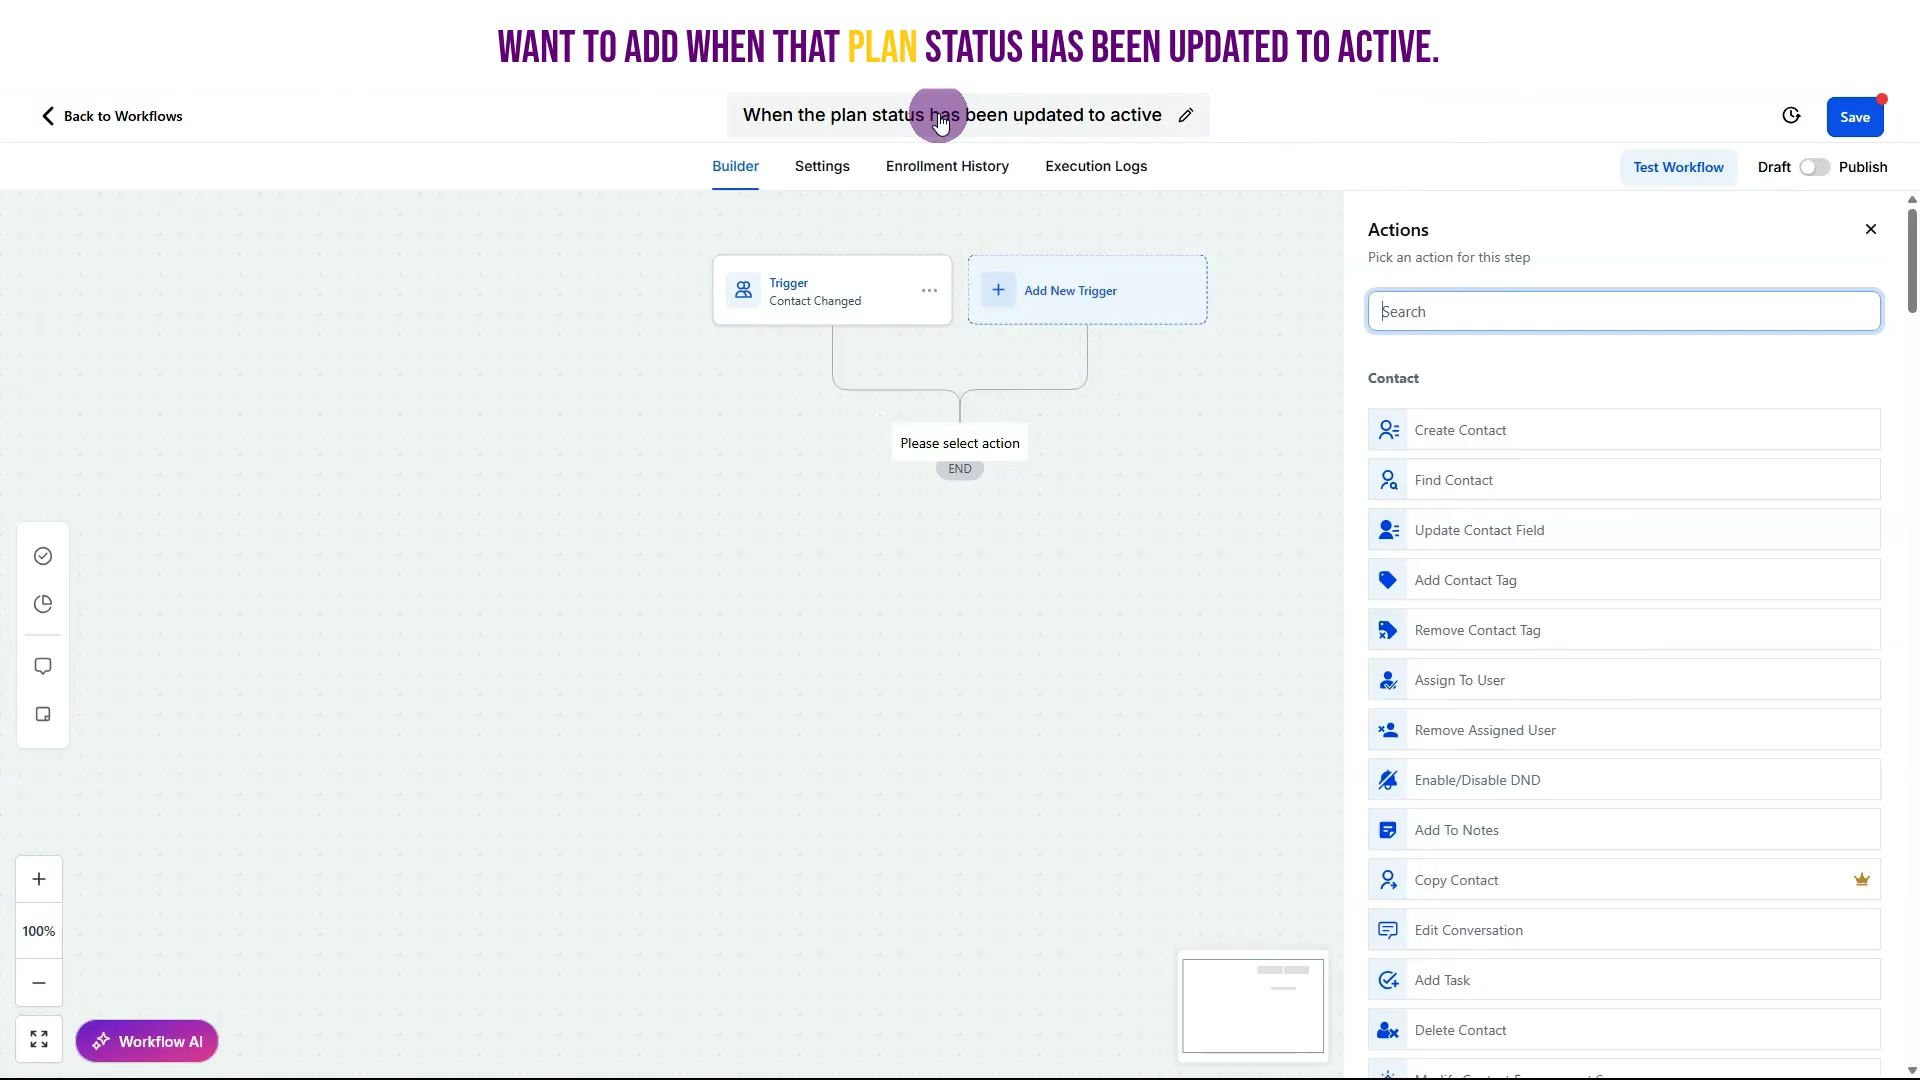 WANT TO ADD WHEN THAT PLAN STATUS HAS BEEN UPDATED TO ACTIVE.
Back to Workflows
When the plan status has been updated to active
Save
Builder
Settings
Enrollment History
Execution Logs
Test Workflow
Draft
Publish
Trigger
Contact Changed
Add New Trigger
Please select action
END
100%
Workflow AI
Actions
Pick an action for this step
Search
Contact
Create Contact
Find Contact
Update Contact Field
Add Contact Tag
Remove Contact Tag
Assign To User
Remove Assigned User
Enable/Disable DND
Add To Notes
Copy Contact
Edit Conversation
Add Task
Delete Contact